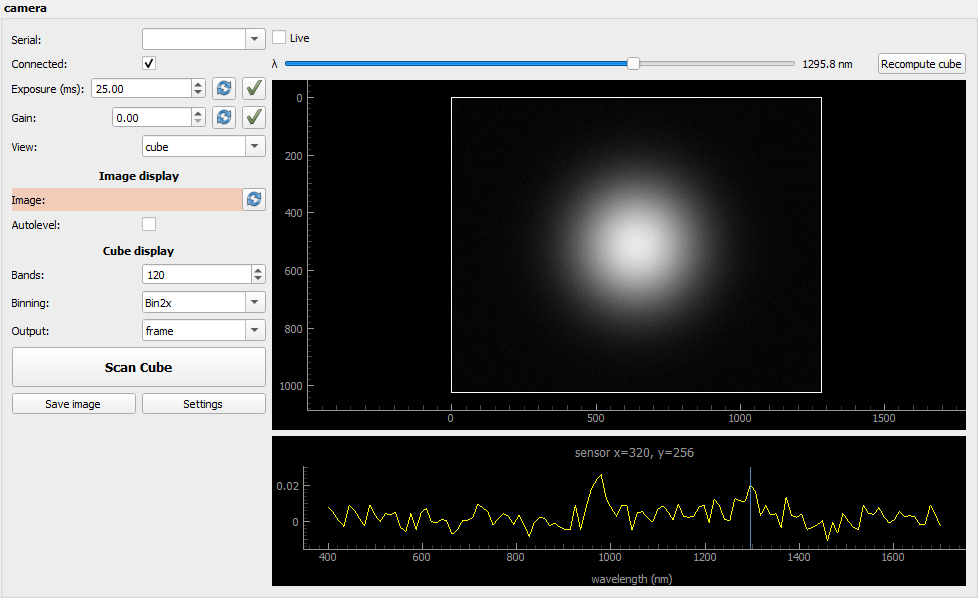 camera
Serial:
Live
Connected:
λ
1295.8 nm
Recompute cube
Exposure (ms):
25.00
Gain:
0.00
View:
cube
Image display
Image:
Autolevel:
Cube display
Bands:
120
Binning:
Bin2x
Output:
frame
Scan Cube
Save image
Settings
0
200
400
600
800
1000
0
500
1000
1500
sensor x=320, y=256
0.02
0
400
600
800
1000
1200
1400
1600
wavelength (nm)